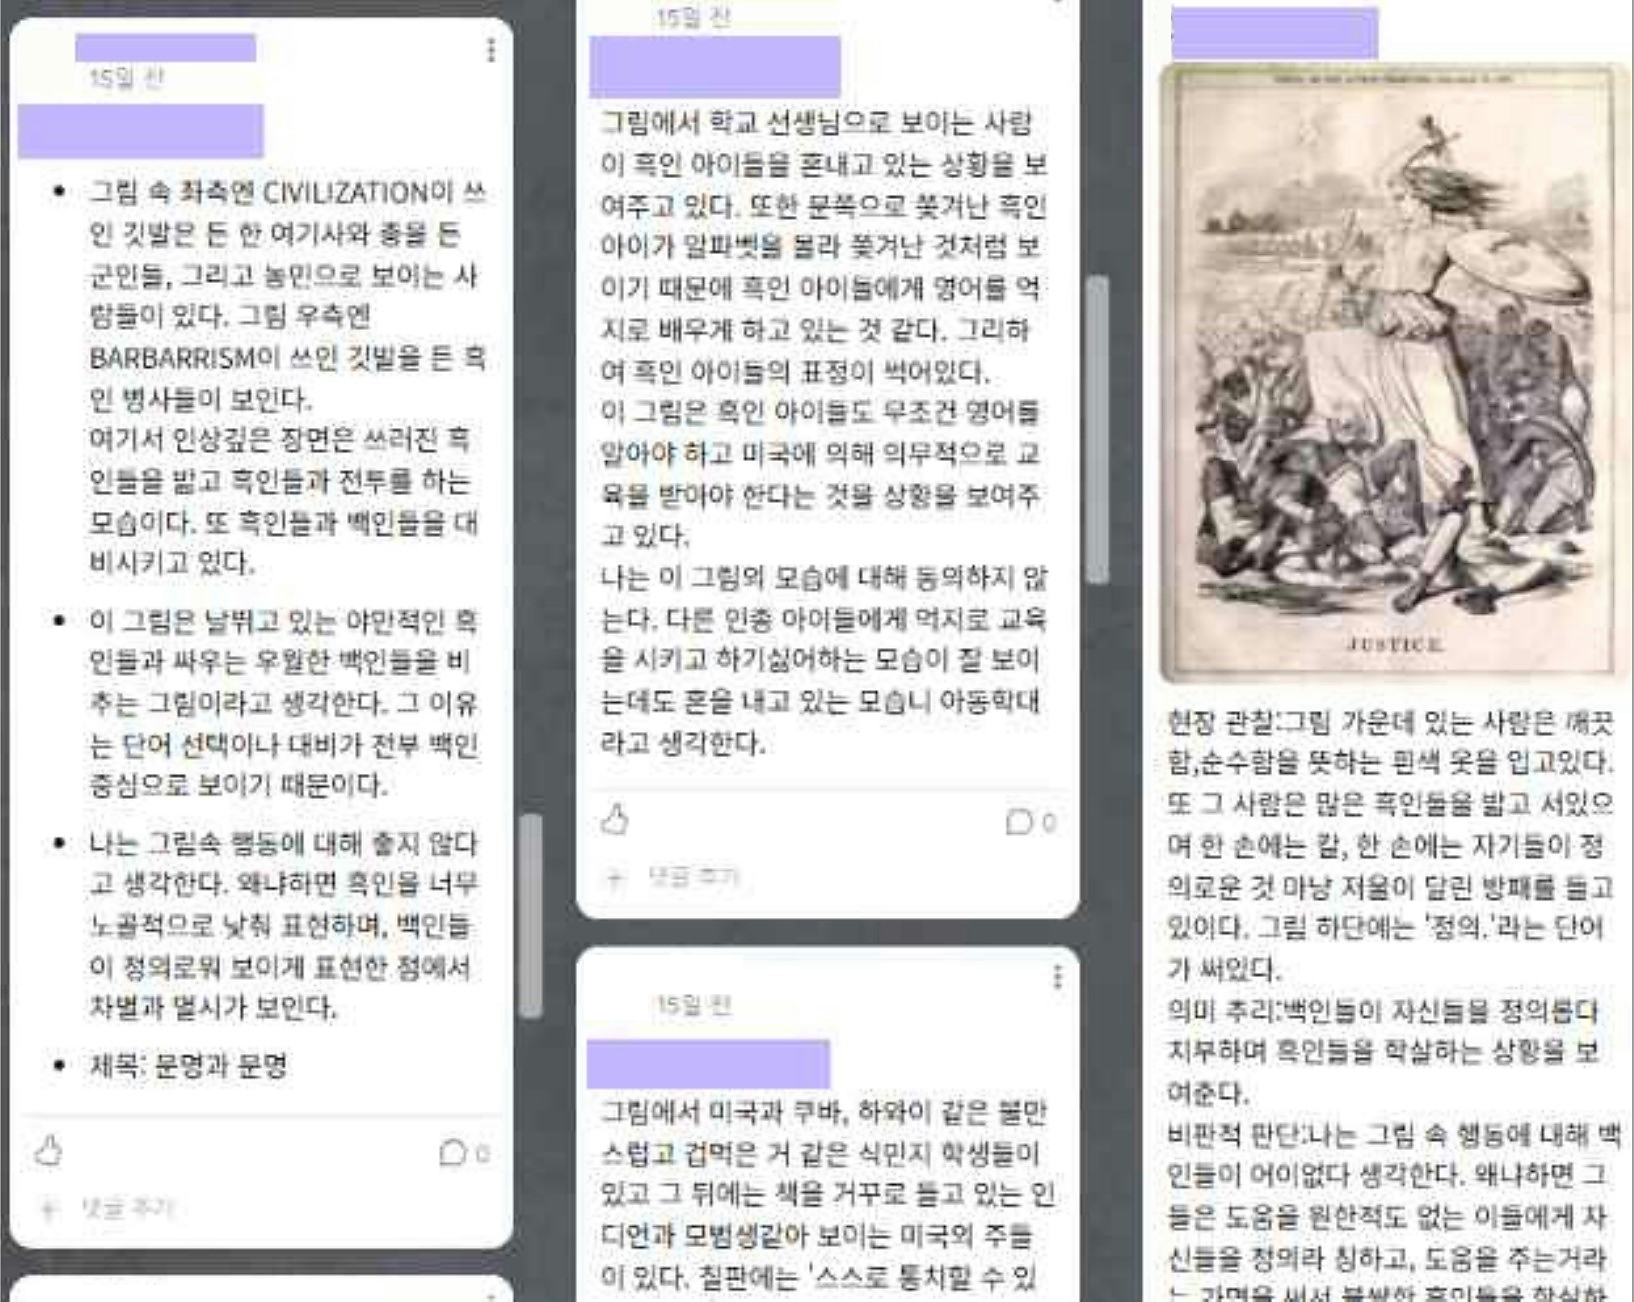 15일 전
그림 속 좌측엔 CIVILIZATION이 쓰
인 깃발은 든 한 여기사와 총을 든
군인들, 그리고 농민으로 보이는 사
람들이 있다. 그림 우측엔
BARBARRISM이 쓰인 깃발을 든 흑
인 병사들이 보인다.
여기서 인상깊은 장면은 쓰러진 흑
인들을 밟고 흑인들과 전투를 하는
모습이다. 또 흑인들과 백인들을 대
비시키고 있다.
이 그림은 날뛰고 있는 야만적인 흑
인들과 싸우는 우월한 백인들을 비
추는 그림이라고 생각한다. 그 이유
는 단어 선택이나 대비가 전부 백인
중심으로 보이기 때문이다.
나는 그림속 행동에 대해 좋지 않다
고 생각한다. 왜냐하면 흑인을 너무
노골적으로 낮춰 표현하며, 백인들
이 정의로워 보이게 표현한 점에서
차별과 멸시가 보인다.
제목: 문명과 문명
0
댓글 추가
15일 전
그림에서 학교 선생님으로 보이는 사람
이 흑인 아이들을 혼내고 있는 상황을 보
여주고 있다. 또한 문쪽으로 쫓겨난 흑인
아이가 알파벳을 몰라 쫓겨난 것처럼 보
이기 때문에 흑인 아이들에게 영어를 억
지로 배우게 하고 있는 것 같다. 그리하
여 흑인 아이들의 표정이 썩어있다.
이 그림은 흑인 아이들도 무조건 영어를
알아야 하고 미국에 의해 의무적으로 교
육을 받아야 한다는 것을 상황을 보여주
고 있다.
나는 이 그림의 모습에 대해 동의하지 않
는다. 다른 인종 아이들에게 억지로 교육
을 시키고 하기싫어하는 모습이 잘 보이
는데도 혼을 내고 있는 모습니 아동학대
라고 생각한다.
0
댓글 추가
15일 전
그림에서 미국과 쿠바, 하와이 같은 불만
스럽고 겁먹은 거 같은 식민지 학생들이
있고 그 뒤에는 책을 거꾸로 들고 있는 인
디언과 모범생같아 보이는 미국의 주들
이 있다. 칠판에는 '스스로 통치할 수 있
JUSTICE.
현장 관찰:그림 가운데 있는 사람은 깨끗
함,순수함을 뜻하는 흰색 옷을 입고있다.
또 그 사람은 많은 흑인들을 밟고 서있으
며 한 손에는 칼, 한 손에는 자기들이 정
의로운 것 마냥 저울이 달린 방패를 들고
있이다. 그림 하단에는 '정의.'라는 단어
가 써있다.
의미 추리:백인들이 자신들을 정의롭다
치부하며 흑인들을 학살하는 상황을 보
여준다.
비판적 판단:나는 그림 속 행동에 대해 백
인들이 어이없다 생각한다. 왜냐하면 그
들은 도움을 원한적도 없는 이들에게 자
신들을 정의라 칭하고, 도움을 주는거라
는 가면을 써서 불쌍한 흑인들을 학살하